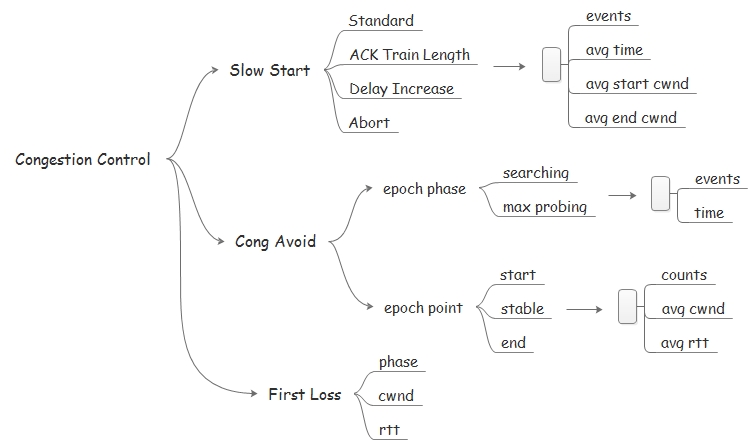 Congestion Control
Slow Start
Standard
ACK Train Length
Delay Increase
Abort
events
avg time
avg start cwnd
avg end cwnd
Cong Avoid
epoch phase
searching
max probing
events
time
epoch point
start
stable
end
counts
avg cwnd
avg rtt
First Loss
phase
cwnd
rtt